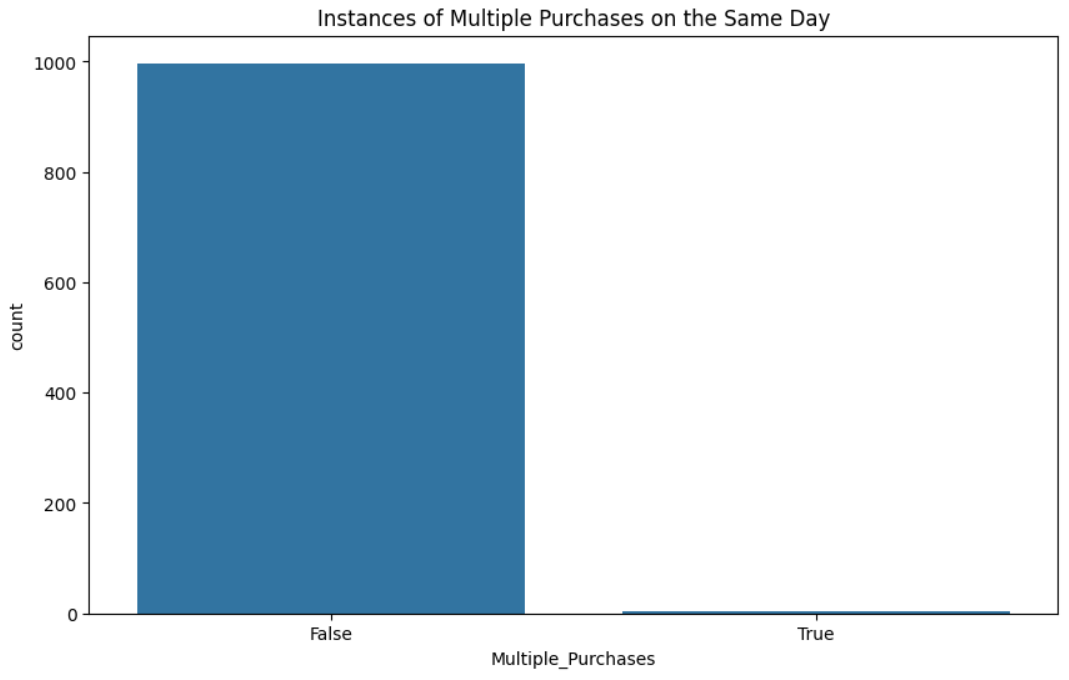 Instances of Multiple Purchases on the Same Day
1000
800
600
400
200
0
count
False
True
Multiple_Purchases